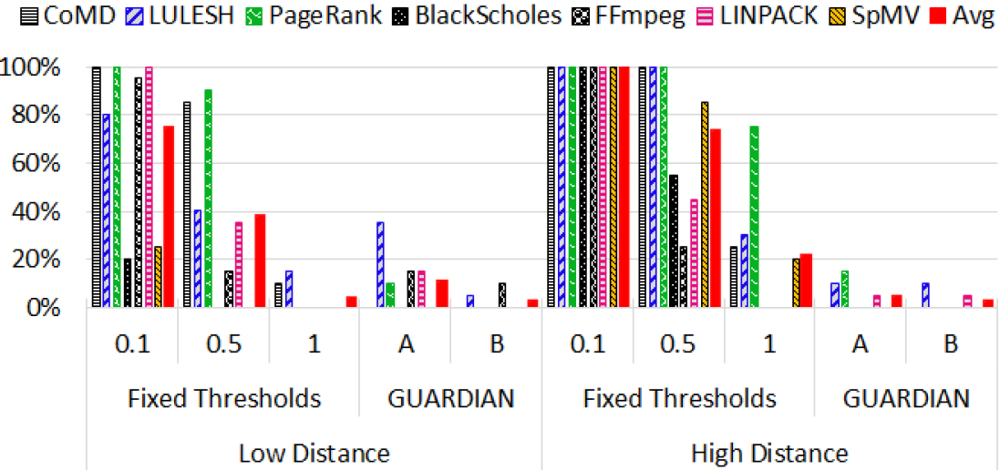 CoMD LULESH PageRank BlackScholes FFmpeg LINPACK SpMV Avg
100%
80%
60%
40%
20%
0%
0.1 0.5 1 A B 0.1 0.5 1 A B
Fixed Thresholds GUARDIAN Fixed Thresholds GUARDIAN
Low Distance High Distance